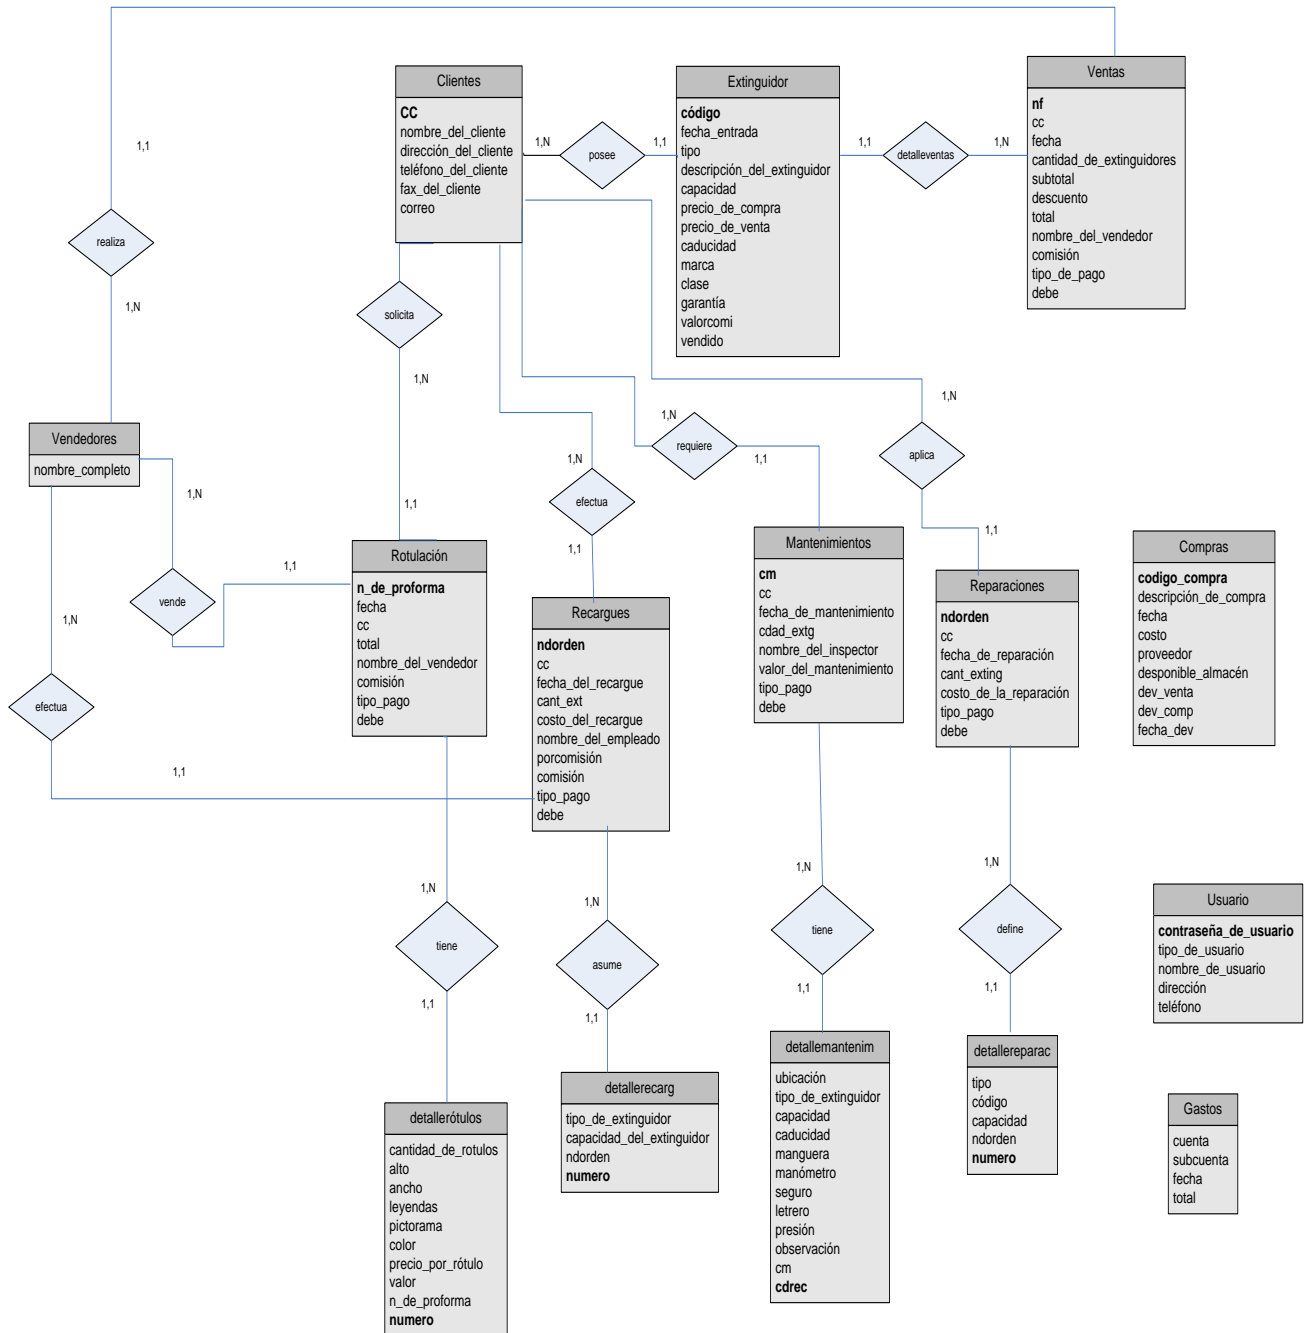 Clientes
CC
nombre_del_cliente
dirección_del_cliente
teléfono_del_cliente
fax_del_cliente
correo
1,N
posee
1,1
Extinguidor
código
fecha_entrada
tipo
descripción_del_extinguidor
capacidad
precio_de_compra
precio_de_venta
caducidad
marca
clase
garantía
valorcomi
vendido
1,1
detalleventas
1,N
Ventas
nf
cc
fecha
cantidad_de_extinguidores
subtotal
descuento
total
nombre_del_vendedor
comisión
tipo_de_pago
debe
1,1
realiza
1,N
solicita
1,N
1,1
Vendedores
nombre_completo
1,N
vende
1,1
1,N
efectua
1,1
1,N
efectua
1,1
1,N
requiere
1,1
1,N
aplica
1,1
Rotulación
n_de_proforma
fecha
cc
total
nombre_del_vendedor
comisión
tipo_pago
debe
Recargues
ndorden
cc
fecha_del_recargue
cant_ext
costo_del_recargue
nombre_del_empleado
porcomisión
comisión
tipo_pago
debe
Mantenimientos
cm
cc
fecha_de_mantenimiento
cdad_extg
nombre_del_inspector
valor_del_mantenimiento
tipo_pago
debe
Reparaciones
ndorden
cc
fecha_de_reparación
cant_exting
costo_de_la_reparación
tipo_pago
debe
Compras
codigo_compra
descripción_de_compra
fecha
costo
proveedor
desponible_almacén
dev_venta
dev_comp
fecha_dev
1,N
tiene
1,1
1,N
asume
1,1
1,N
tiene
1,1
1,N
define
1,1
Usuario
contraseña_de_usuario
tipo_de_usuario
nombre_de_usuario
dirección
teléfono
detallerótulos
cantidad_de_rotulos
alto
ancho
leyendas
pictorama
color
precio_por_rótulo
valor
n_de_proforma
numero
detallerecarg
tipo_de_extinguidor
capacidad_del_extinguidor
ndorden
numero
detallemantenim
ubicación
tipo_de_extinguidor
capacidad
caducidad
manguera
manómetro
seguro
letrero
presión
observación
cm
cdrec
detallereparac
tipo
código
capacidad
ndorden
numero
Gastos
cuenta
subcuenta
fecha
total